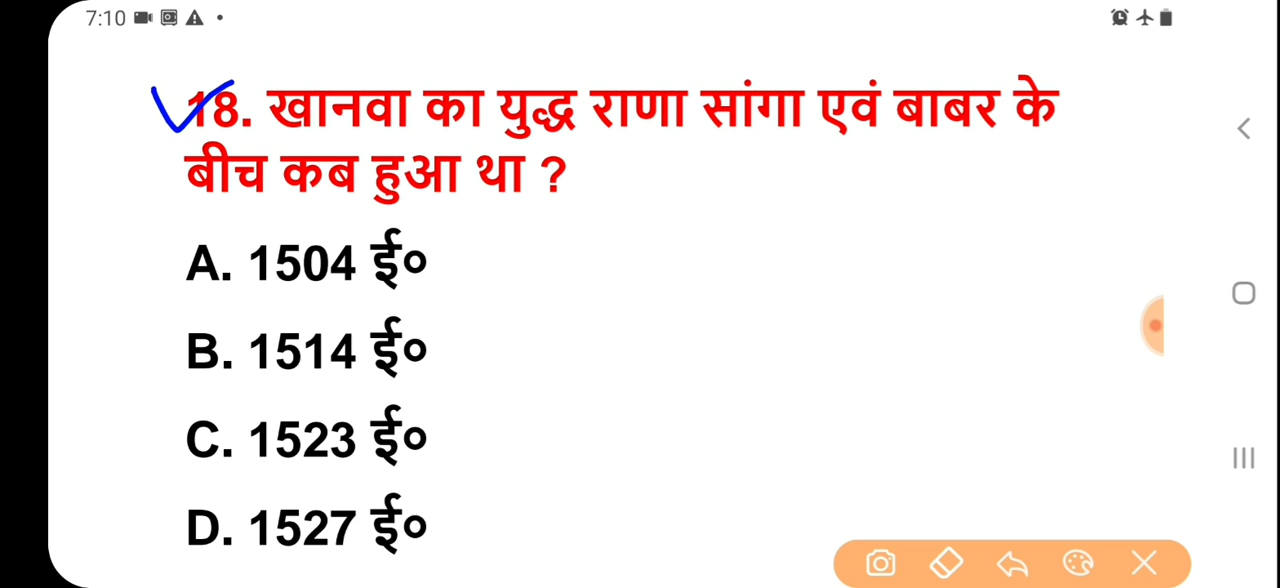 7:10
18. खानवा का युद्ध राणा सांगा एवं बाबर के
बीच कब हुआ था ?
A. 1504 ई०
B. 1514 ई०
C. 1523 ई०
D. 1527 ई०